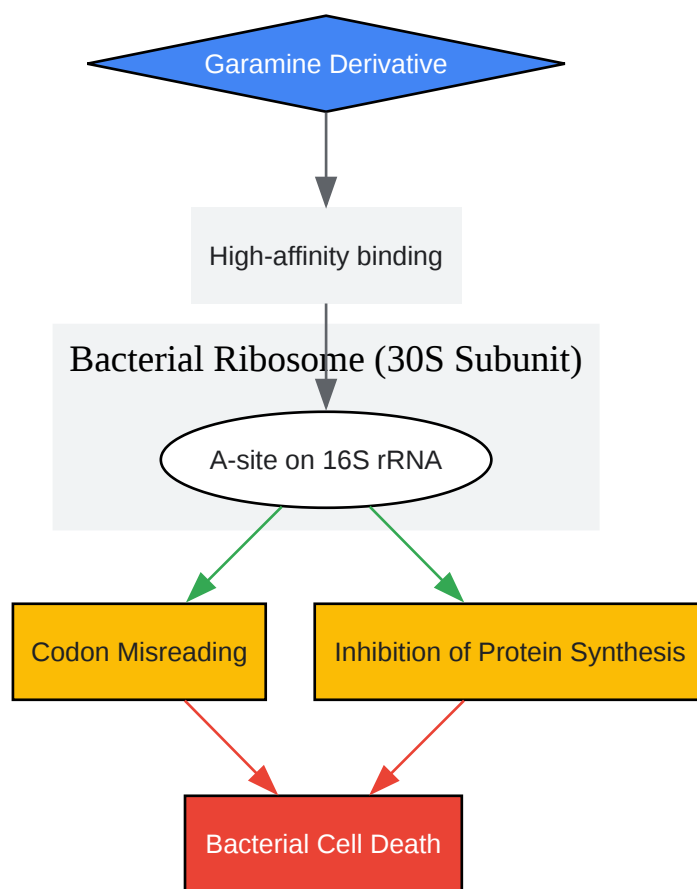 Garamine Derivative
High-affinity binding
Bacterial Ribosome (30S Subunit)
A-site on 16S rRNA
Codon Misreading
Inhibition of Protein Synthesis
Bacterial Cell Death